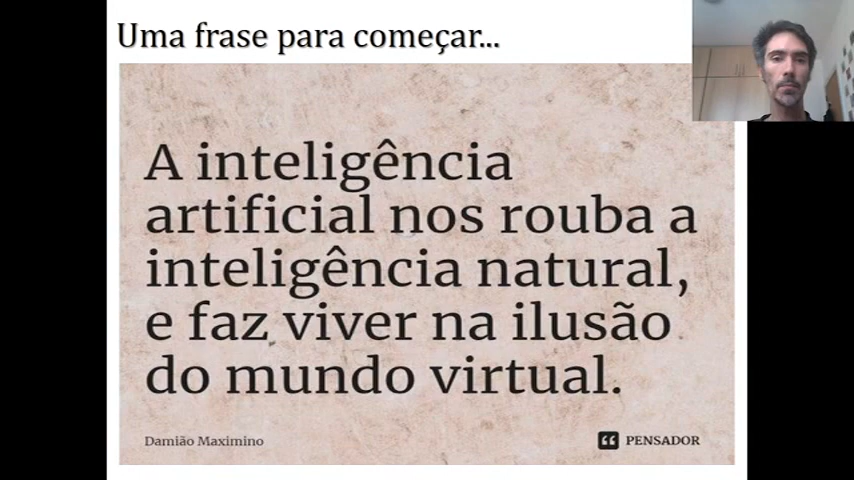 Uma frase para começar...
A inteligência
artificial nos rouba a
inteligência natural,
e faz viver na ilusão
do mundo virtual.
Damião Maximino
PENSADOR